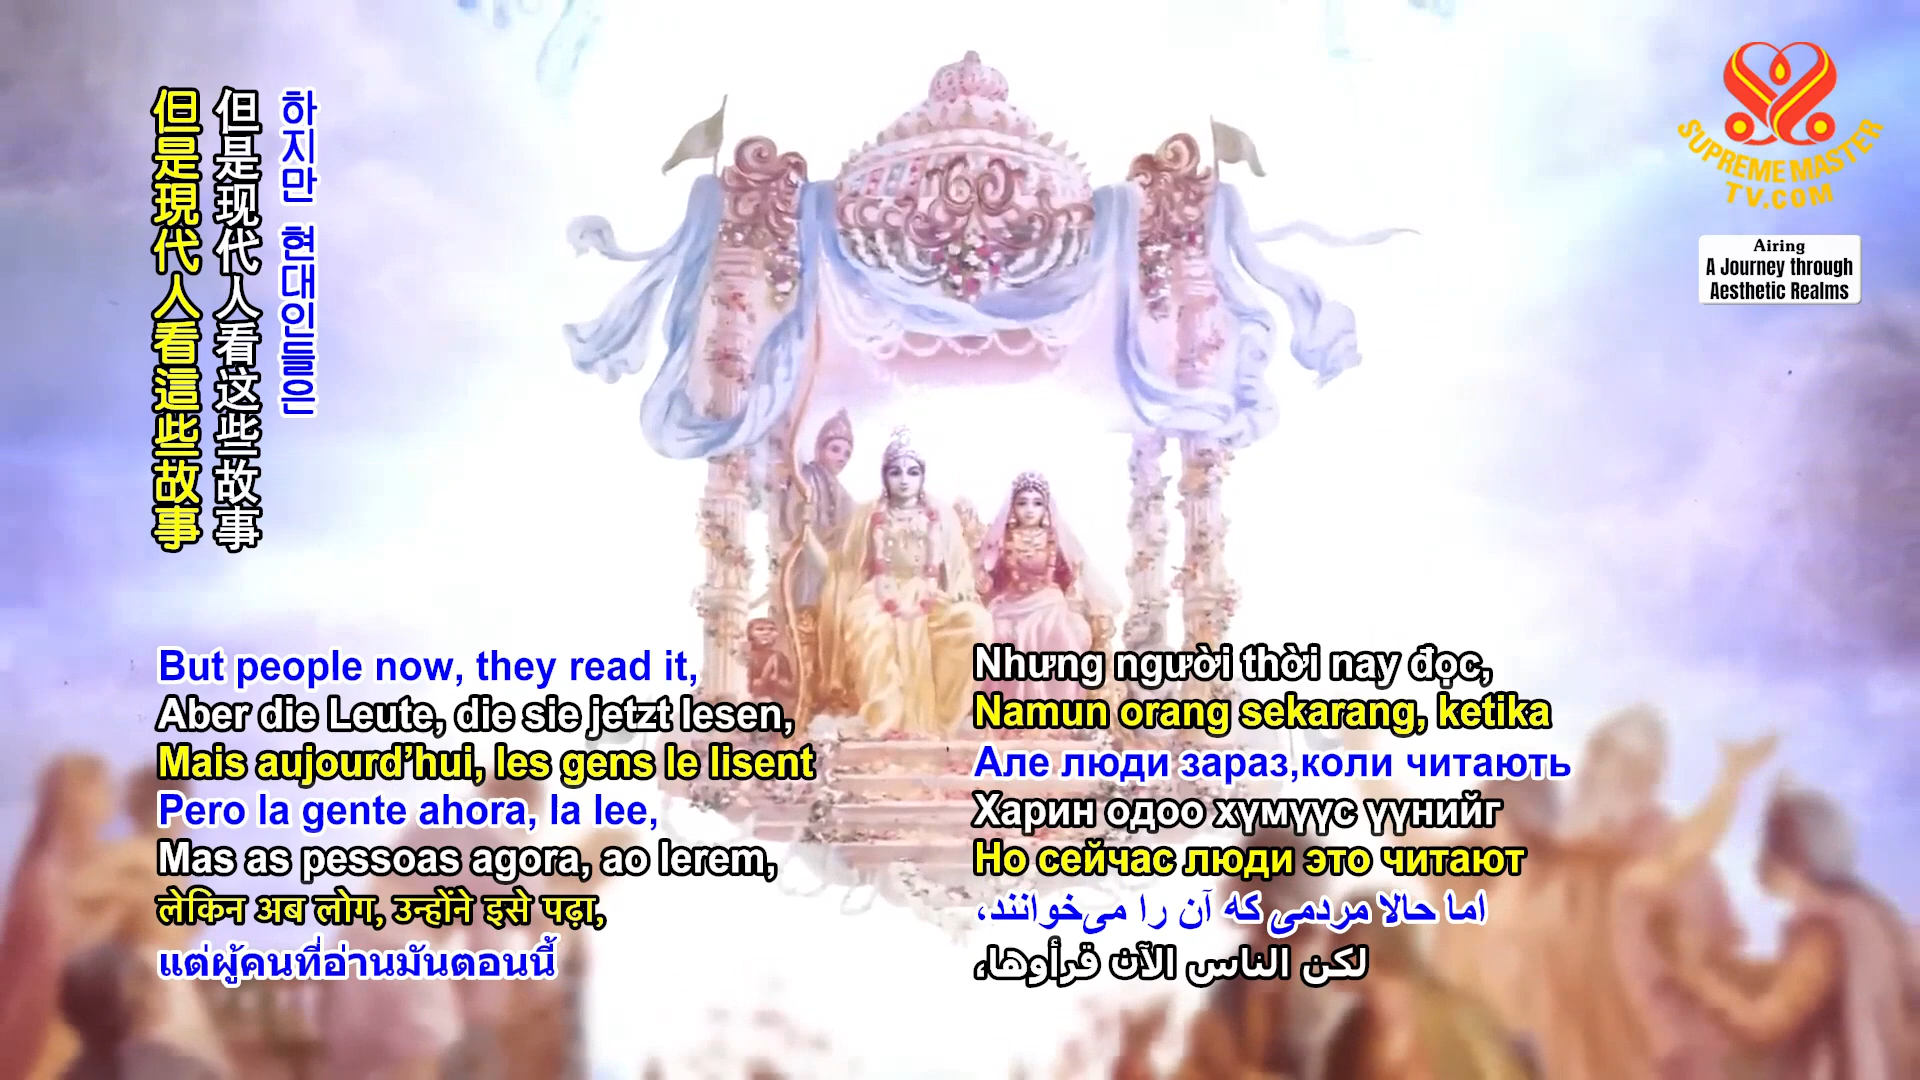 但是現代人看這些故事
但是现代人看这些故事
하지만 현대인들은
SUPREME MASTER
TV.COM
Airing
A Journey through
Aesthetic Realms
But people now, they read it,
Aber die Leute, die sie jetzt lesen,
Mais aujourd’hui, les gens le lisent
Pero la gente ahora, la lee,
Mas as pessoas agora, ao lerem,
लेकिन अब लोग, उन्होंने इसे पढ़ा,
แต่ผู้คนที่อ่านมันตอนนี้
Nhưng người thời nay đọc,
Namun orang sekarang, ketika
Але люди зараз,коли читають
Харин одоо хүмүүс үүнийг
Но сейчас люди это читают
اما حالا مردمی که آن را می‌خوانند،
لكن الناس الآن قرأوها،